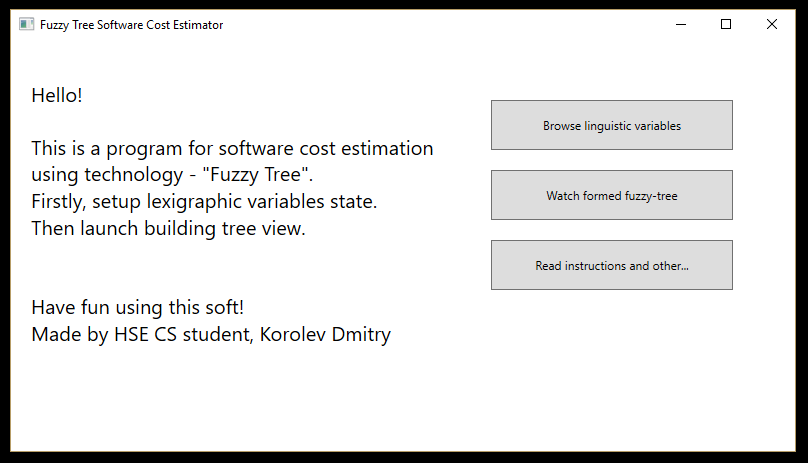 Fuzzy Tree Software Cost Estimator
Hello!
This is a program for software cost estimation
using technology - "Fuzzy Tree".
Firstly, setup lexigraphic variables state.
Then launch building tree view.
Have fun using this soft!
Made by HSE CS student, Korolev Dmitry
Browse linguistic variables
Watch formed fuzzy-tree
Read instructions and other...